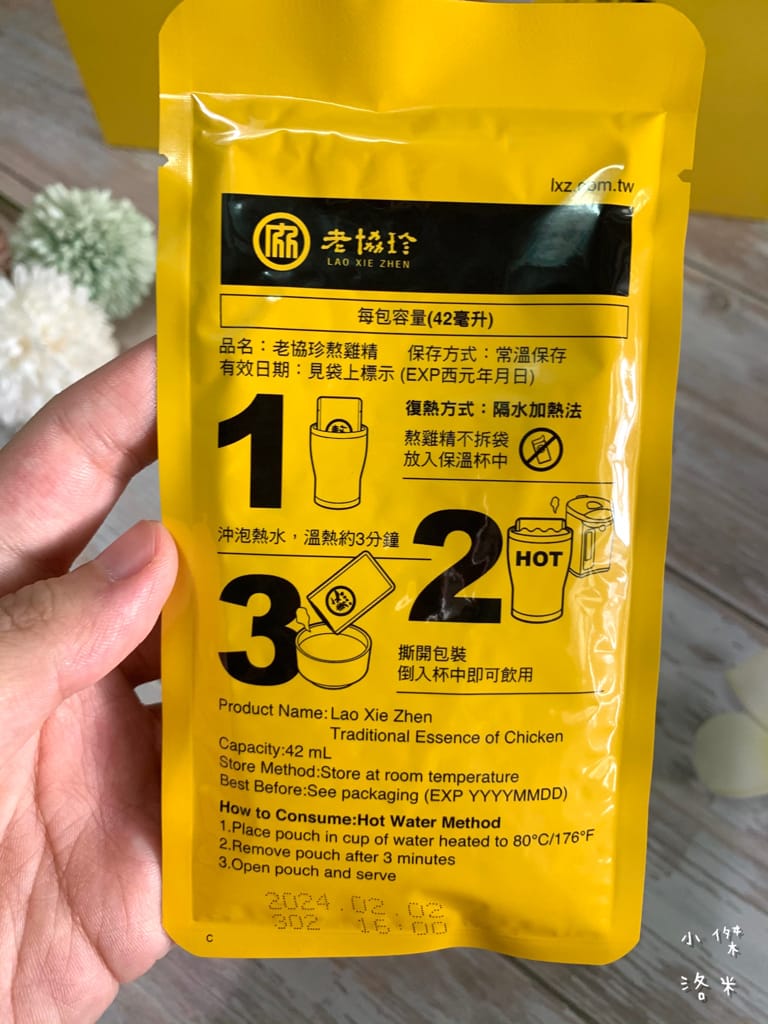 lxz.com.tw
老協珍
LAO XIE ZHEN
每包容量(42毫升)
品名：老協珍熬雞精 保存方式：常溫保存
有效日期：見袋上標示 (EXP西元年月日)
1
復熱方式：隔水加熱法
熬雞精不拆袋
放入保溫杯中
沖泡熱水，溫熱約3分鐘
2
HOT
3
撕開包裝
倒入杯中即可飲用
Product Name:Lao Xie Zhen
Traditional Essence of Chicken
Capacity:42 mL
Store Method:Store at room temperature
Best Before:See packaging (EXP YYYYMMDD)
How to Consume:Hot Water Method
1.Place pouch in cup of water heated to 80°C/176°F
2.Remove pouch after 3 minutes
3.Open pouch and serve
2024.02.02
302 16:00
C
小傑
洛米